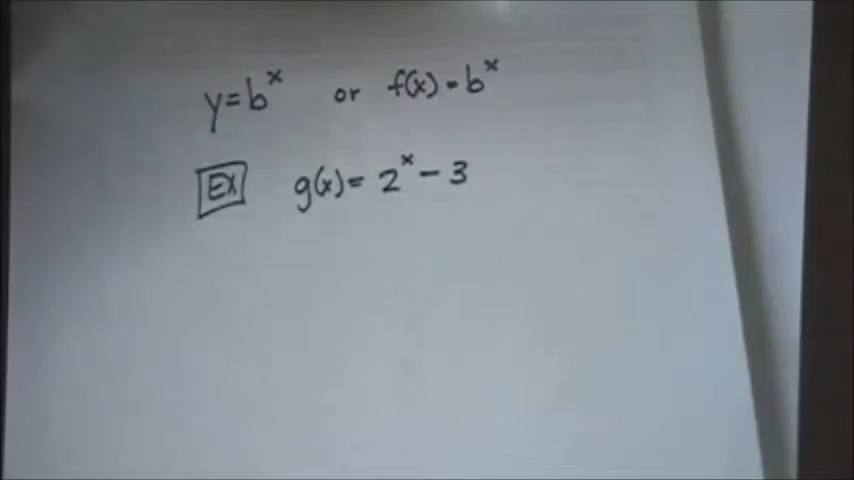 y = b^x or f(x) = b^x
EX g(x) = 2^x - 3